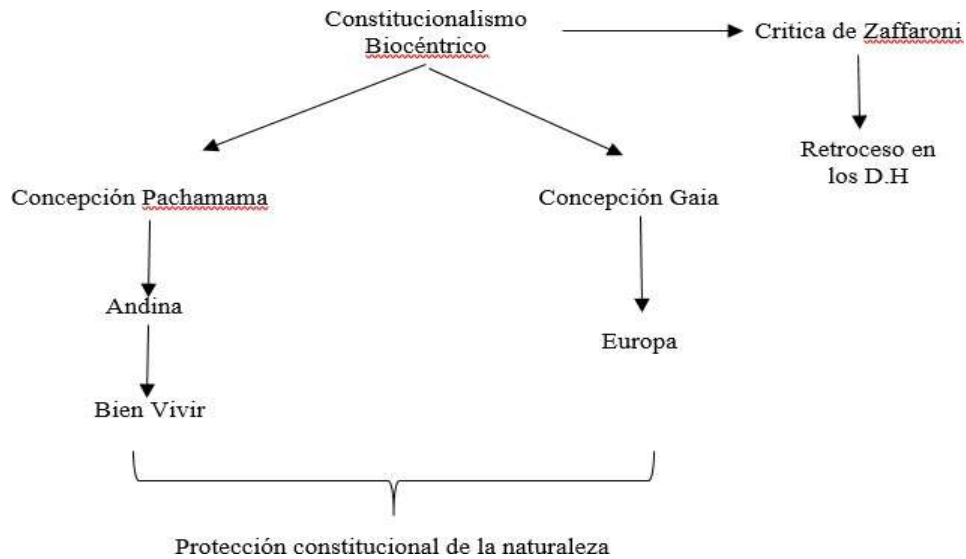 Constitucionalismo
Biocéntrico
Critica de Zaffaroni
Retroceso en
los D.H
Concepción Pachamama
Concepción Gaia
Andina
Europa
Bien Vivir
Protección constitucional de la naturaleza